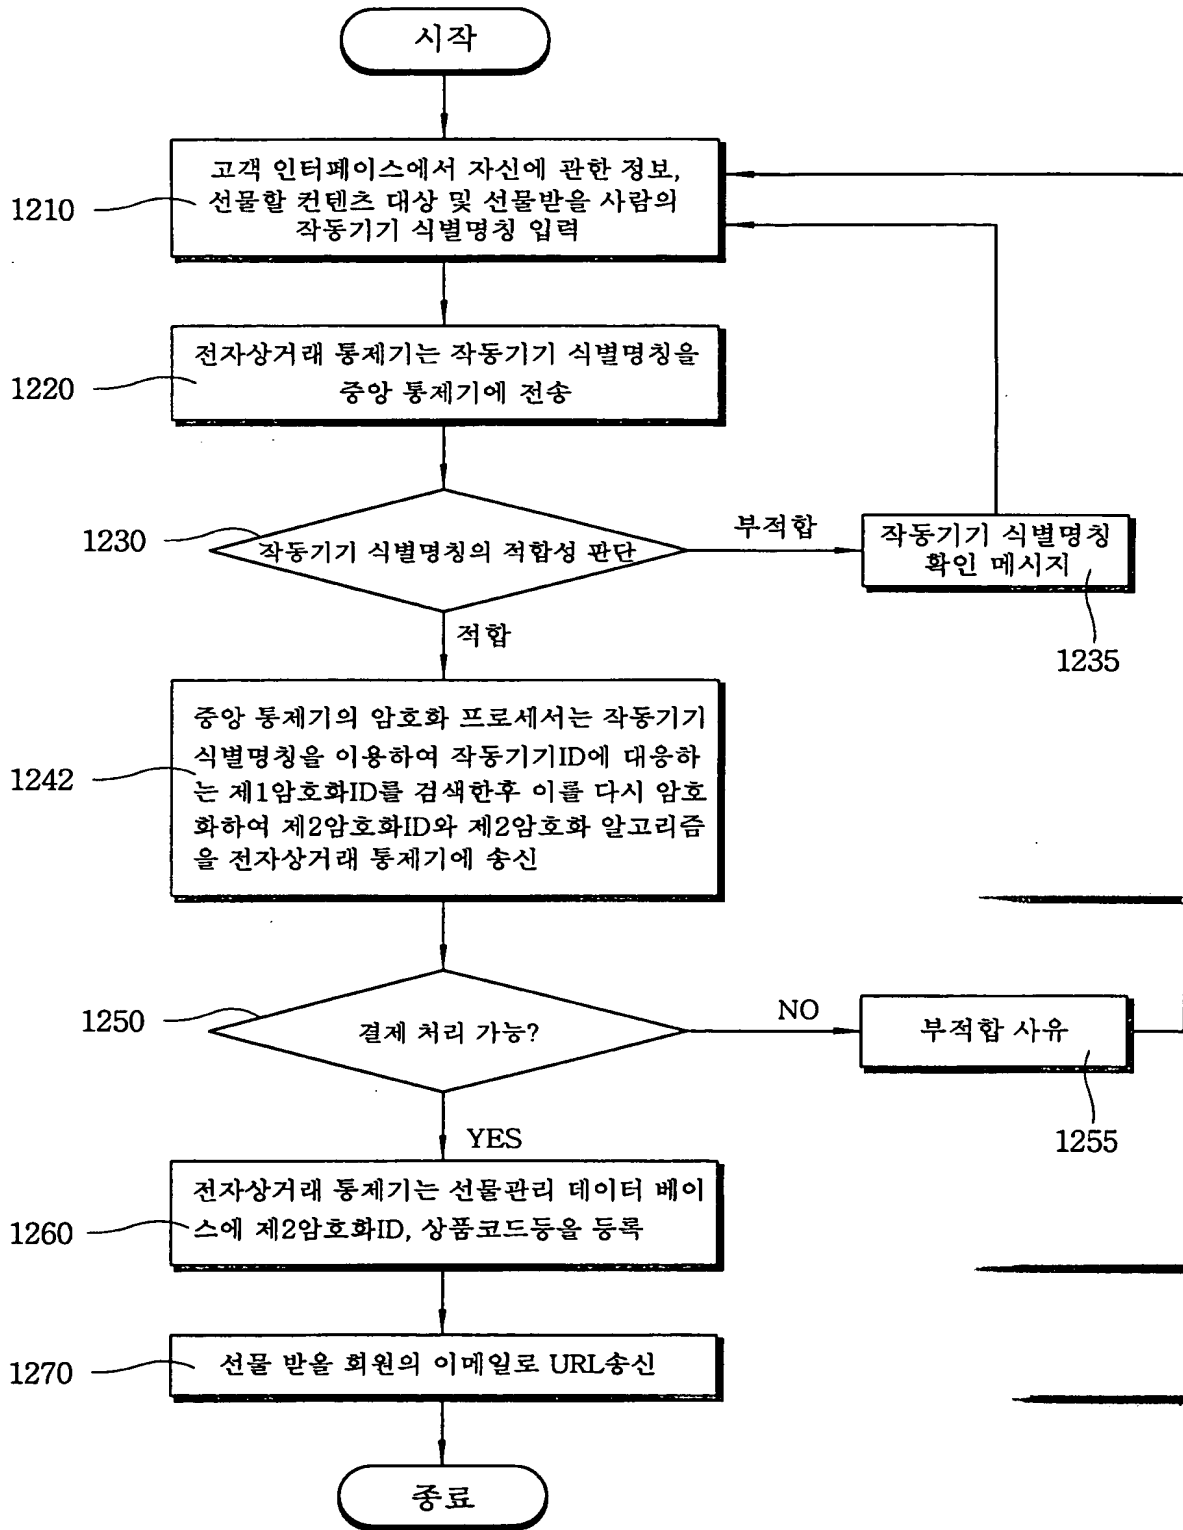 시작
고객 인터페이스에서 자신에 관한 정보,
선물할 컨텐츠 대상 및 선물받을 사람의
작동기기 식별명칭 입력
1210
전자상거래 통제기는 작동기기 식별명칭을
중앙 통제기에 전송
1220
1230
작동기기 식별명칭의 적합성 판단
부적합
작동기기 식별명칭
확인 메시지
1235
적합
중앙 통제기의 암호화 프로세서는 작동기기
식별명칭을 이용하여 작동기기ID에 대응하
는 제1암호화ID를 검색한후 이를 다시 암호
화하여 제2암호화ID와 제2암호화 알고리즘
을 전자상거래 통제기에 송신
1242
1250
결제 처리 가능?
NO
부적합 사유
1255
YES
전자상거래 통제기는 선물관리 데이터 베이
스에 제2암호화ID, 상품코드등을 등록
1260
선물 받을 회원의 이메일로 URL송신
1270
종료